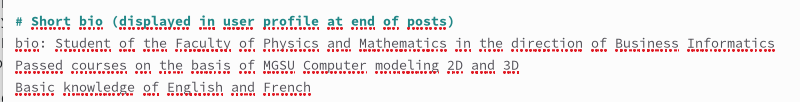 # Short bio (displayed in user profile at end of posts)
bio: Student of the Faculty of Physics and Mathematics in the direction of Business Informatics
Passed courses on the basis of MGSU Computer modeling 2D and 3D
Basic knowledge of English and French